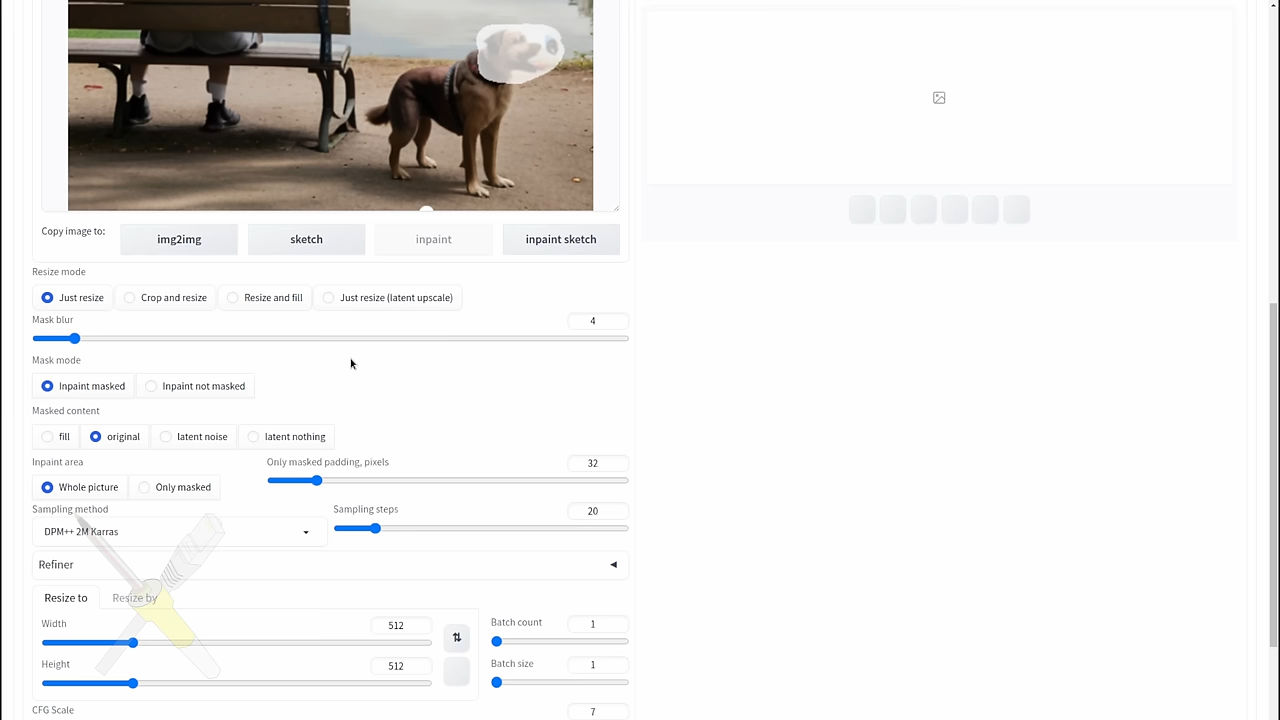 Copy image to:
img2img
sketch
inpaint
inpaint sketch
Resize mode
Just resize
Crop and resize
Resize and fill
Just resize (latent upscale)
Mask blur
4
Mask mode
Inpaint masked
Inpaint not masked
Masked content
fill
original
latent noise
latent nothing
Inpaint area
Only masked padding, pixels
32
Whole picture
Only masked
Sampling method
Sampling steps
20
DPM++ 2M Karras
Refiner
Resize to
Resize by
Width
512
Batch count
1
Height
512
Batch size
1
CFG Scale
7